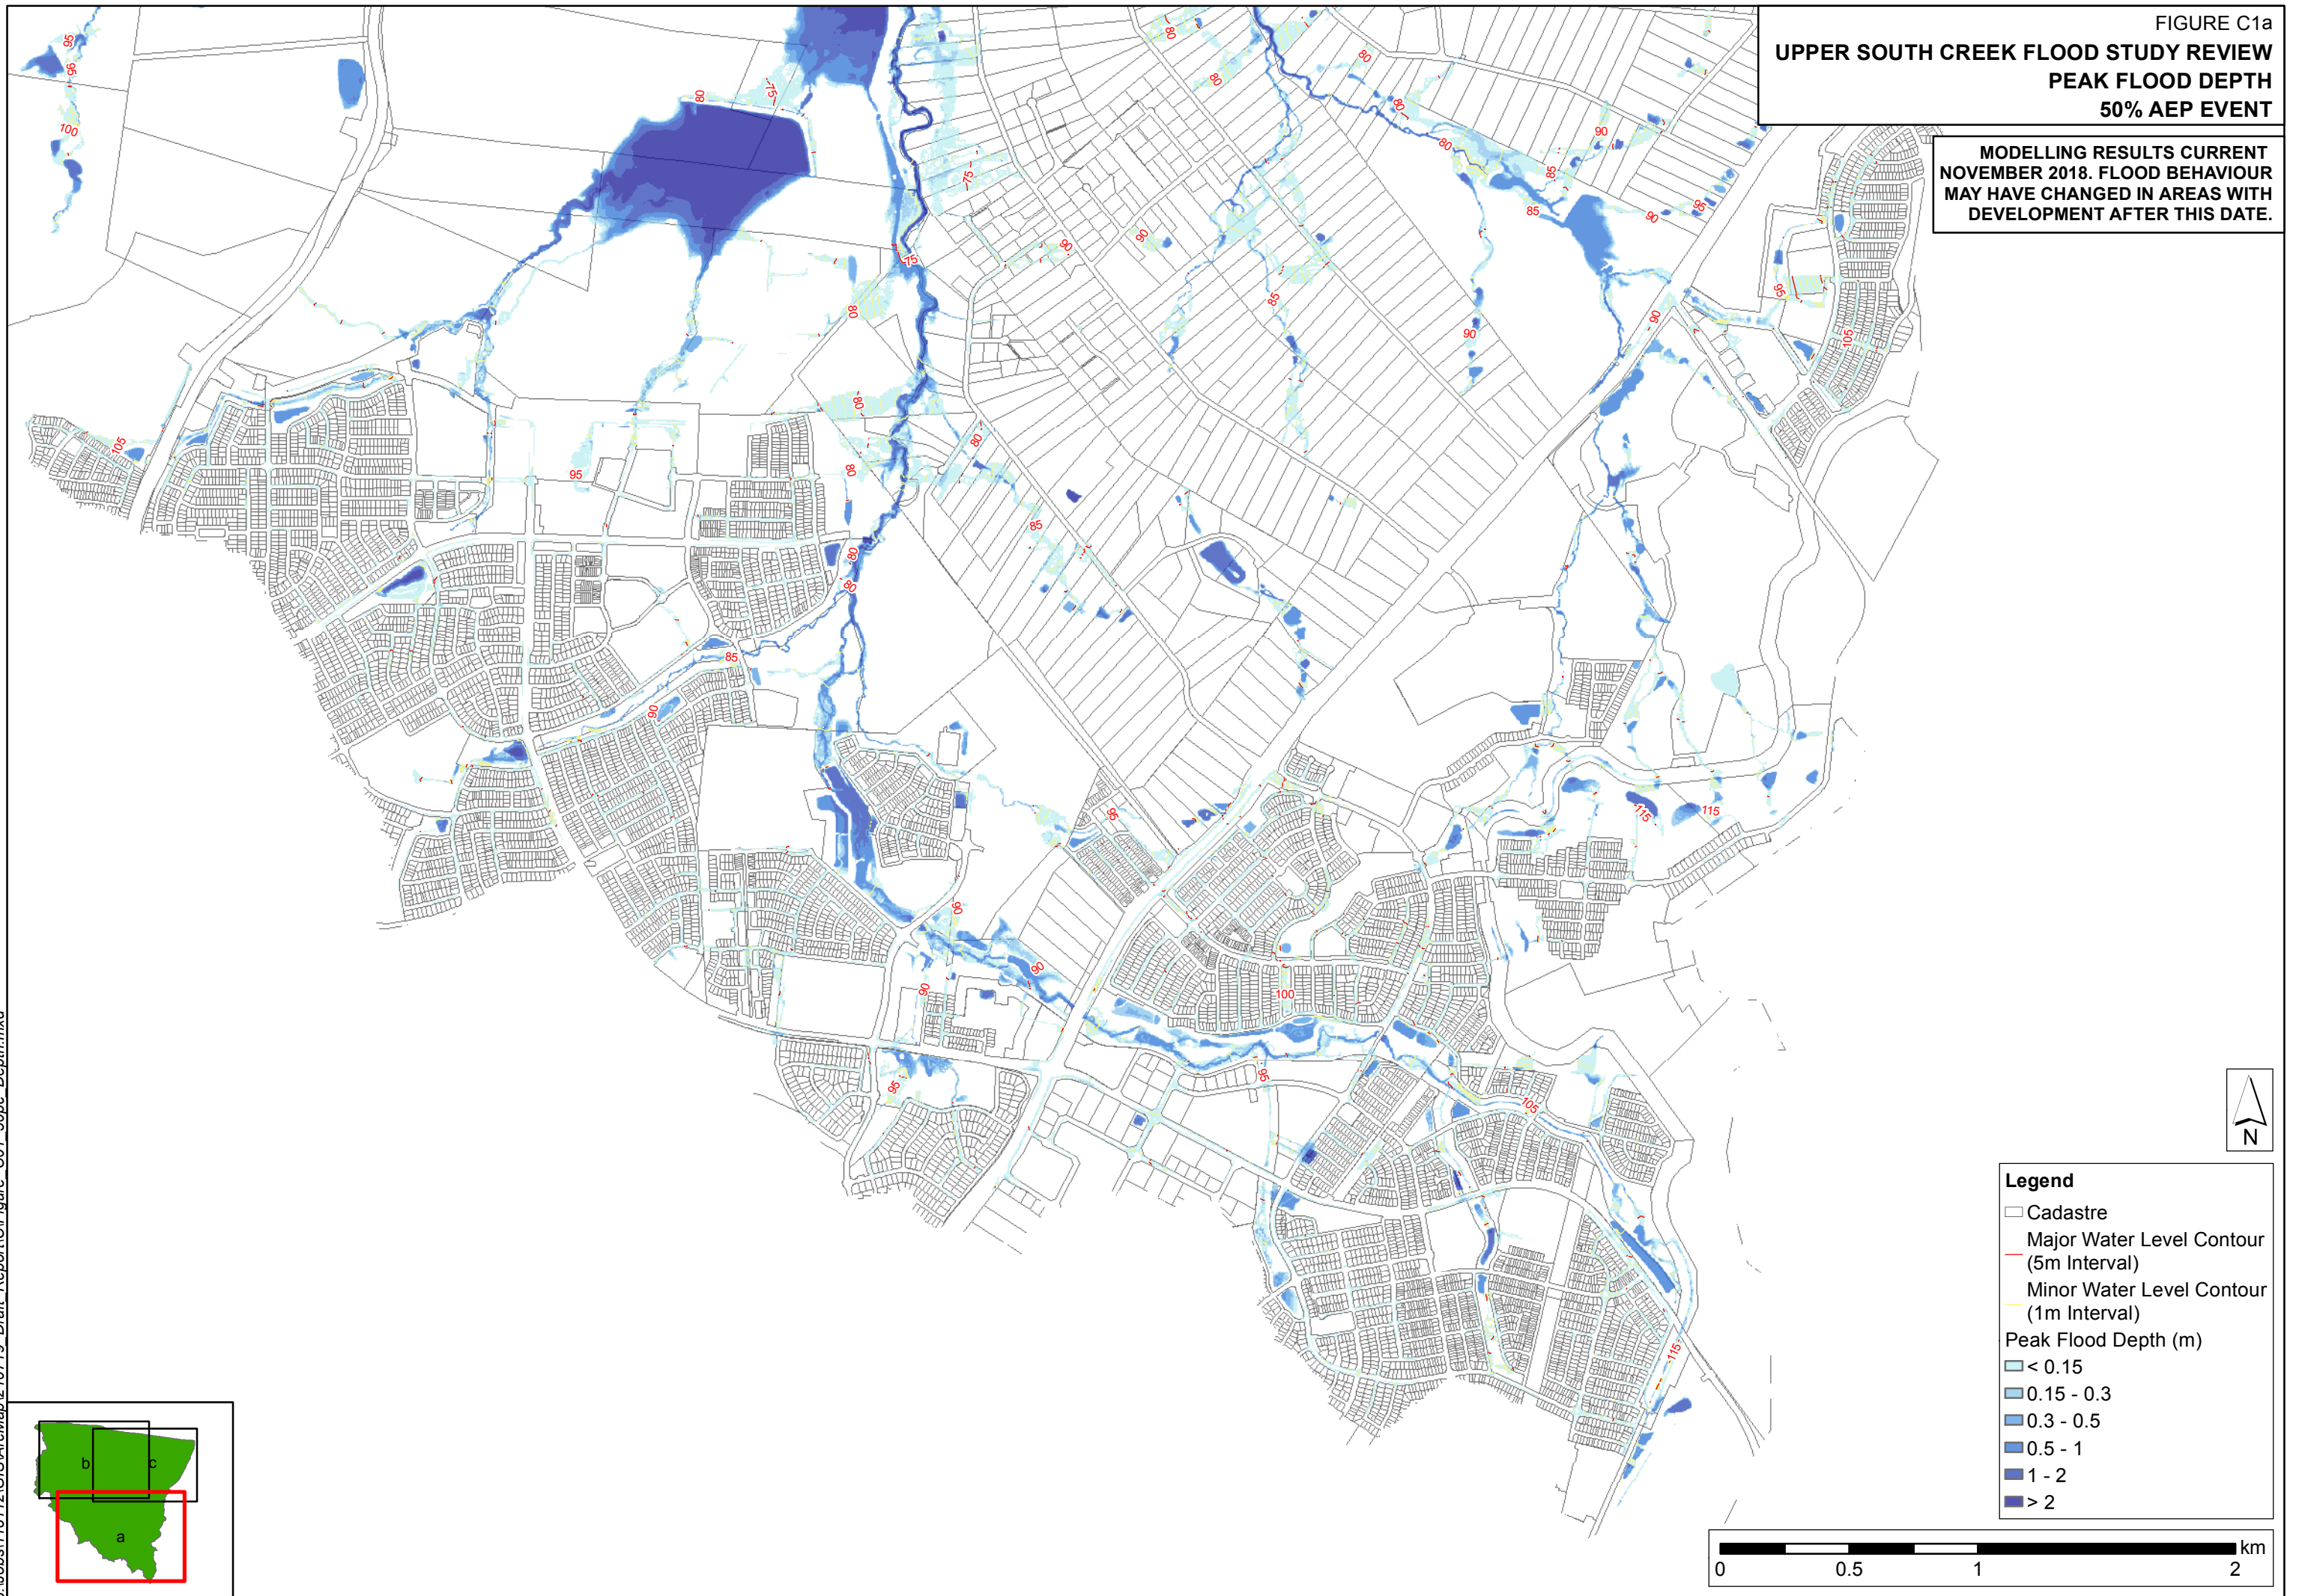 FIGURE C1a
UPPER SOUTH CREEK FLOOD STUDY REVIEW
PEAK FLOOD DEPTH
50% AEP EVENT
MODELLING RESULTS CURRENT
NOVEMBER 2018. FLOOD BEHAVIOUR
MAY HAVE CHANGED IN AREAS WITH
DEVELOPMENT AFTER THIS DATE.
95
95
100
80
75
75
75
80
80
80
80
80
85
85
90
90
95
90
90
90
85
80
95
105
90
90
105
95
80
80
80
85
80
80
85
90
95
115
115
90
90
90
100
95
95
105
115
N
Legend
Cadastre
Major Water Level Contour
(5m Interval)
Minor Water Level Contour
(1m Interval)
Peak Flood Depth (m)
< 0.15
0.15 - 0.3
0.3 - 0.5
0.5 - 1
1 - 2
> 2
km
0 0.5 1 2
b
c
a